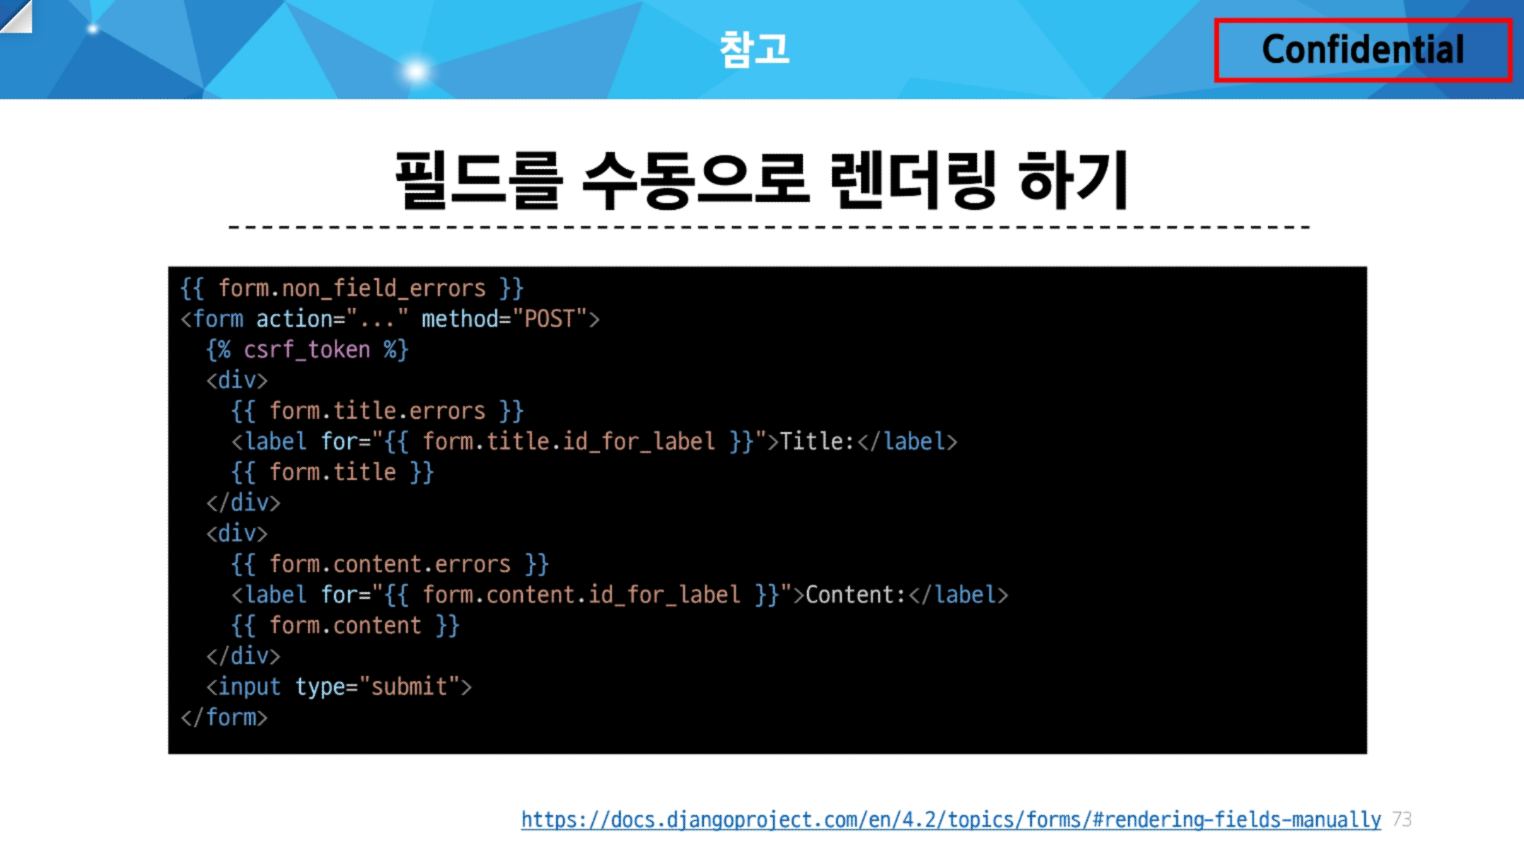 참고
Confidential
필드를 수동으로 렌더링 하기
{{ form.non_field_errors }}
<form action="..." method="POST">
  {% csrf_token %}
  <div>
    {{ form.title.errors }}
    <label for="{{ form.title.id_for_label }}">Title:</label>
    {{ form.title }}
  </div>
  <div>
    {{ form.content.errors }}
    <label for="{{ form.content.id_for_label }}">Content:</label>
    {{ form.content }}
  </div>
  <input type="submit">
</form>
https://docs.djangoproject.com/en/4.2/topics/forms/#rendering-fields-manually 73